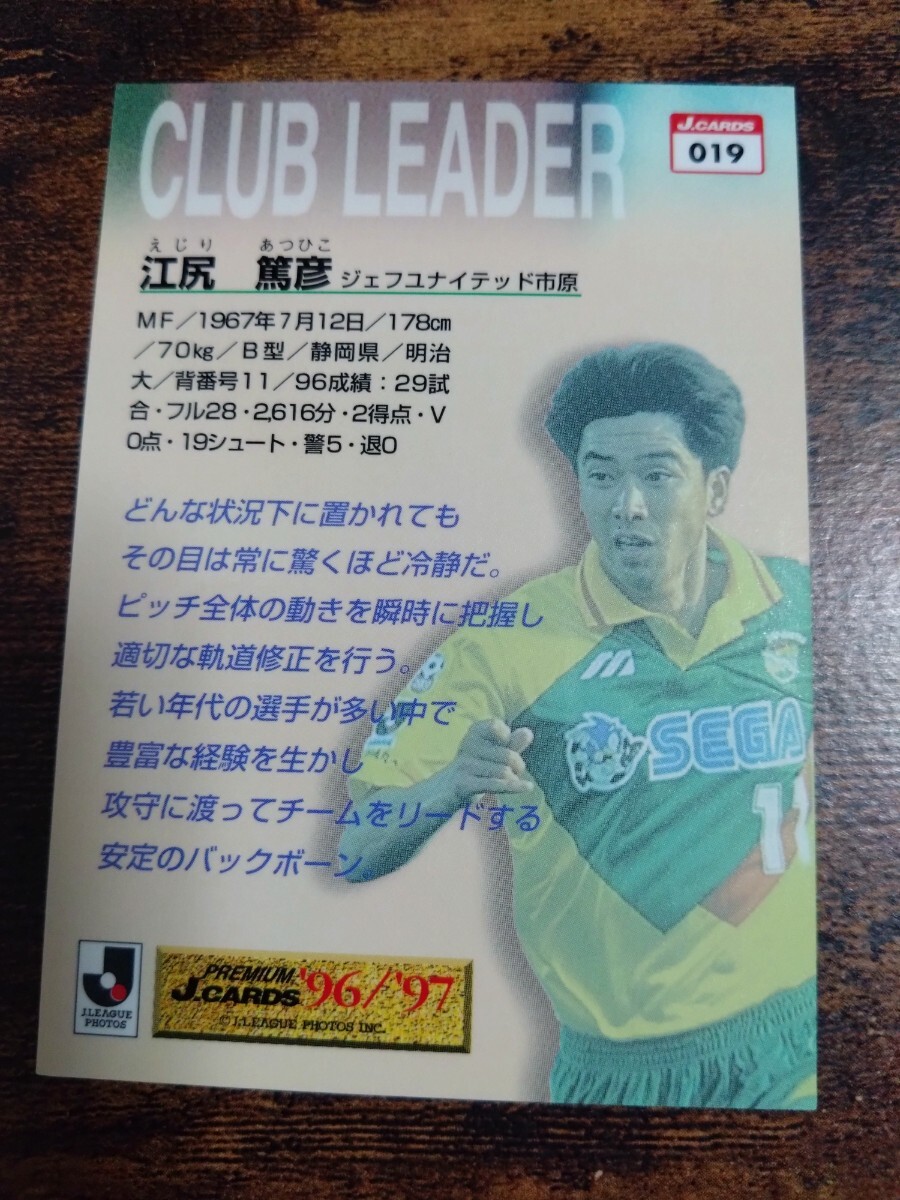 CLUB LEADER
J.CARDS
019
えじり あつひこ
江尻 篤彦 ジェフユナイテッド市原
MF／1967年7月12日／178cm
／70kg／B型／静岡県／明治
大／背番号11／96成績：29試
合・フル28・2,616分・2得点・V
0点・19シュート・警5・退0
どんな状況下に置かれても
その目は常に驚くほど冷静だ。
ピッチ全体の動きを瞬時に把握し
適切な軌道修正を行う。
若い年代の選手が多い中で
豊富な経験を生かし
攻守に渡ってチームをリードする
安定のバックボーン。
SEGA
11
J.LEAGUE
PHOTOS
PREMIUM
J.CARDS '96/'97
©J.LEAGUE PHOTOS INC.